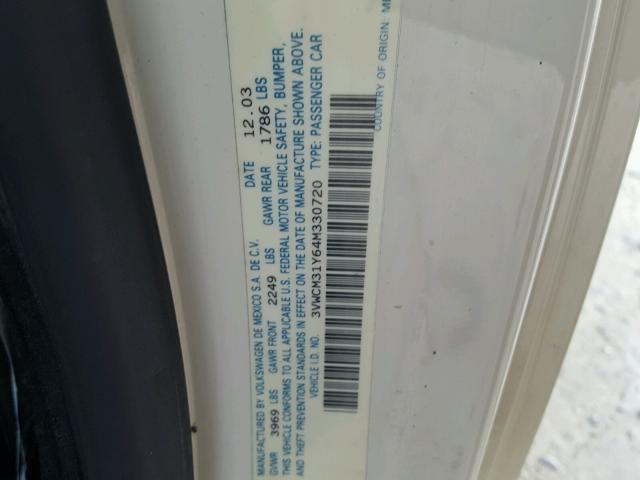 MANUFACTURED BY VOLKSWAGEN DE MEXICO S.A. DE C.V. DATE 12.03
GVWR 3969 LBS GAWR FRONT 2249 LBS GAWR REAR 1786 LBS
THIS VEHICLE CONFORMS TO ALL APPLICABLE U.S. FEDERAL MOTOR VEHICLE SAFETY, BUMPER,
AND THEFT PREVENTION STANDARDS IN EFFECT ON THE DATE OF MANUFACTURE SHOWN ABOVE.
VEHICLE I.D. NO. 3VWCM31Y64M330720 TYPE: PASSENGER CAR
COUNTRY OF ORIGIN: